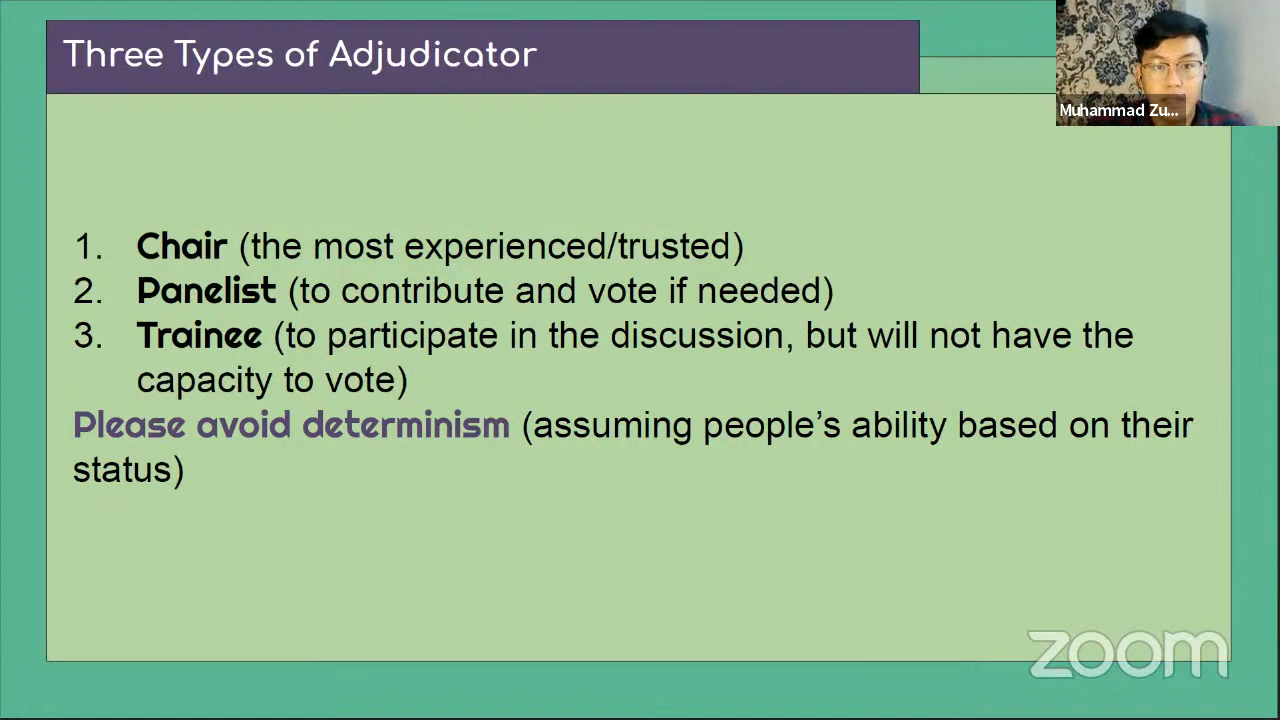 Three Types of Adjudicator
Muhammad Zu...
1. Chair (the most experienced/trusted)
2. Panelist (to contribute and vote if needed)
3. Trainee (to participate in the discussion, but will not have the
capacity to vote)
Please avoid determinism (assuming people’s ability based on their
status)
zoom